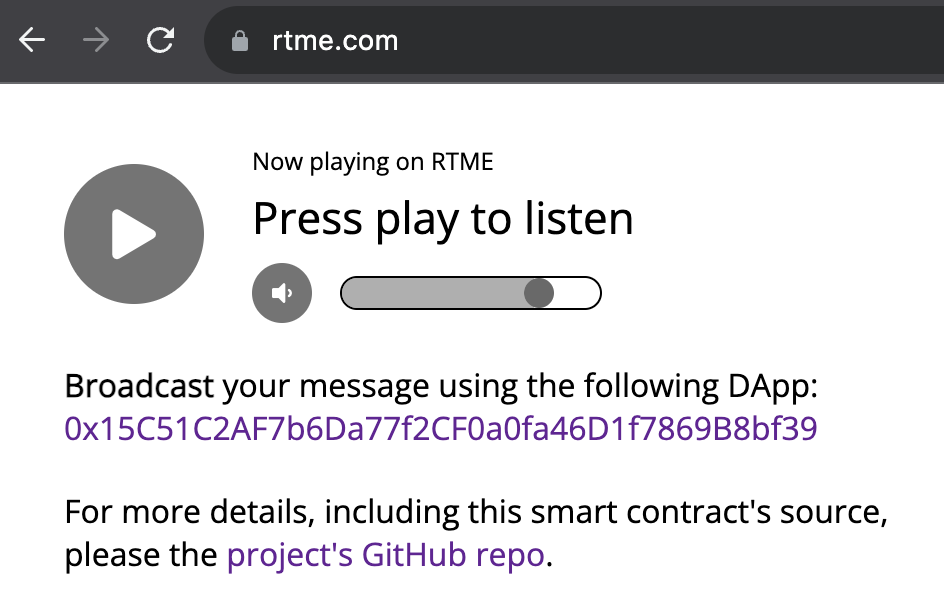 rtme.com
Now playing on RTME
Press play to listen
Broadcast your message using the following DApp:
0x15C51C2AF7b6Da77f2CF0a0fa46D1f7869B8bf39
For more details, including this smart contract's source,
please the project's GitHub repo.